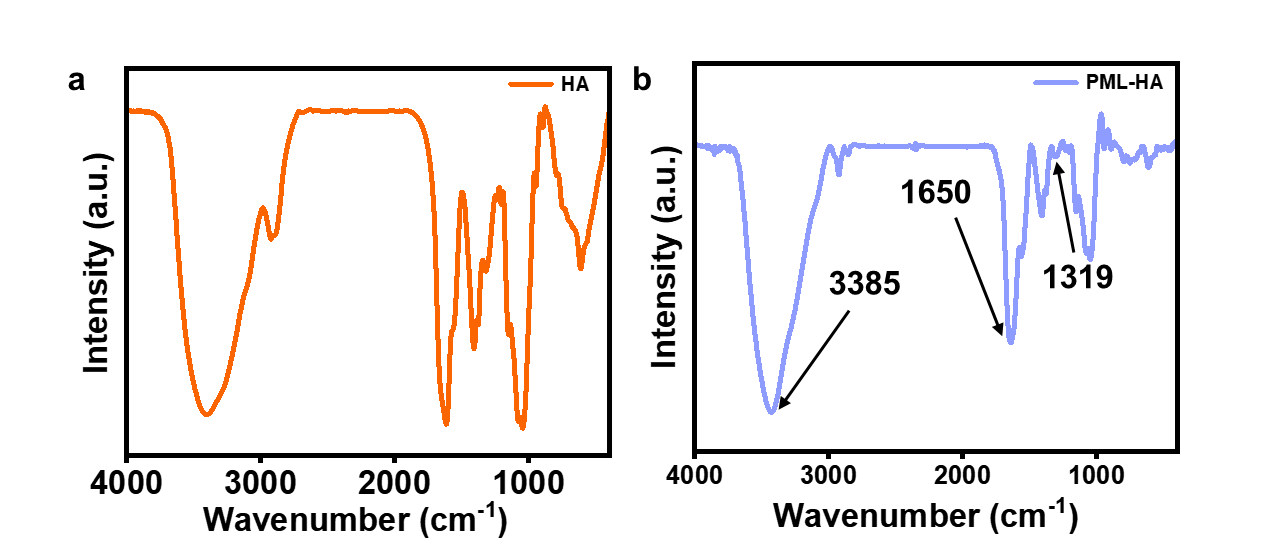 a
HA
Intensity (a.u.)
4000 3000 2000 1000
Wavenumber (cm⁻¹)
b
PML-HA
1650
3385
1319
Intensity (a.u.)
4000 3000 2000 1000
Wavenumber (cm⁻¹)